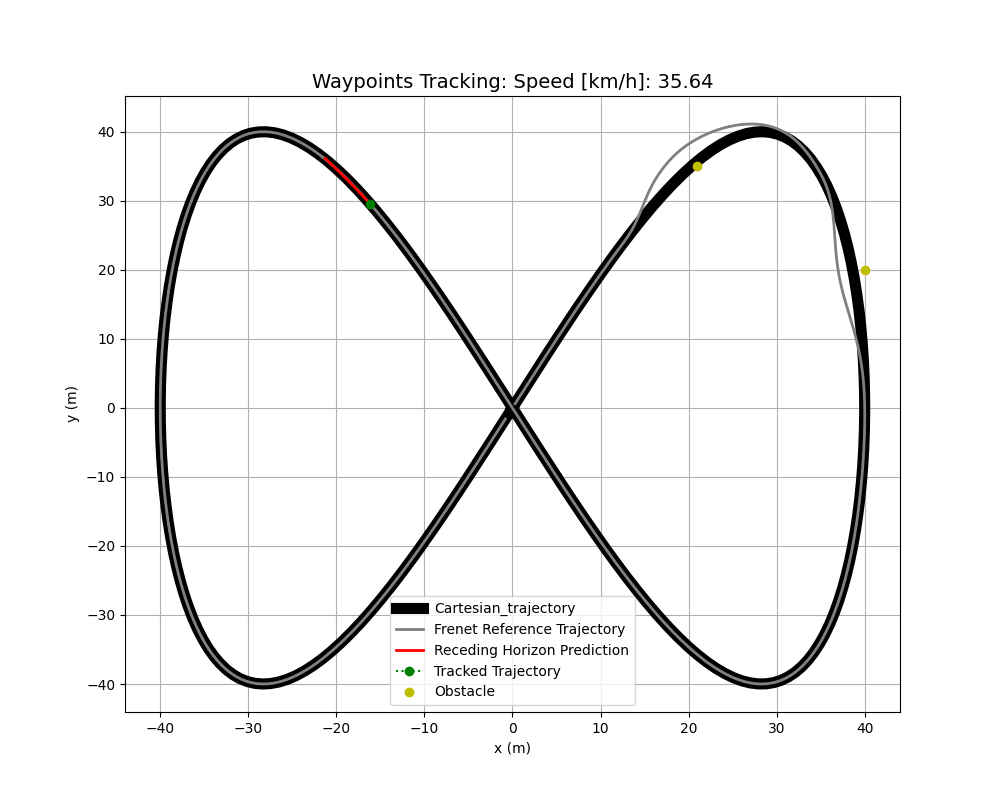 Waypoints Tracking: Speed [km/h]: 35.64
40
30
20
10
0
−10
−20
−30
−40
y (m)
Cartesian_trajectory
Frenet Reference Trajectory
Receding Horizon Prediction
Tracked Trajectory
Obstacle
−40 −30 −20 −10 0 10 20 30 40
x (m)